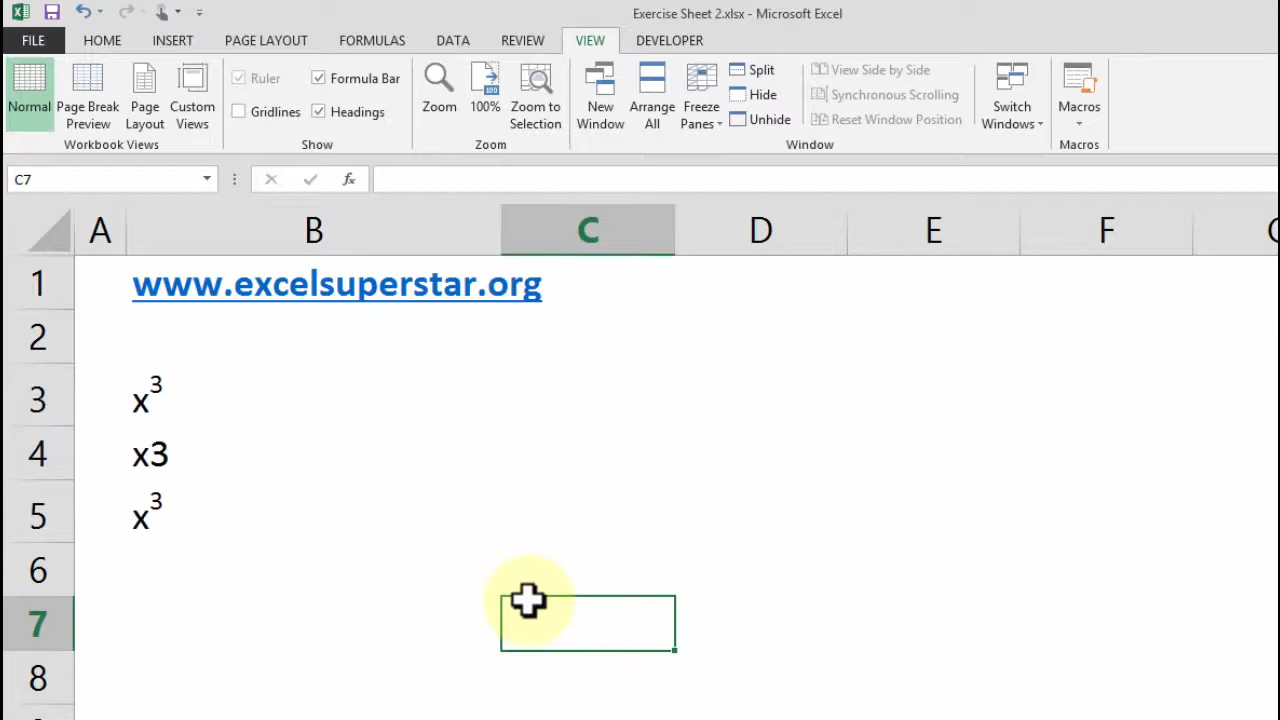 Exercise Sheet 2.xlsx - Microsoft Excel
FILE HOME INSERT PAGE LAYOUT FORMULAS DATA REVIEW VIEW DEVELOPER
Normal Page Break Preview Page Layout Custom Views
Workbook Views
Ruler Formula Bar
Gridlines Headings
Show
Zoom 100% Zoom to Selection
Zoom
New Window Arrange All Freeze Panes
Split
Hide
Unhide
View Side by Side
Synchronous Scrolling
Reset Window Position
Switch Windows
Window
Macros
Macros
C7 fx
A B C D E F
1 www.excelsuperstar.org
2
3 x³
4 x3
5 x³
6
7
8